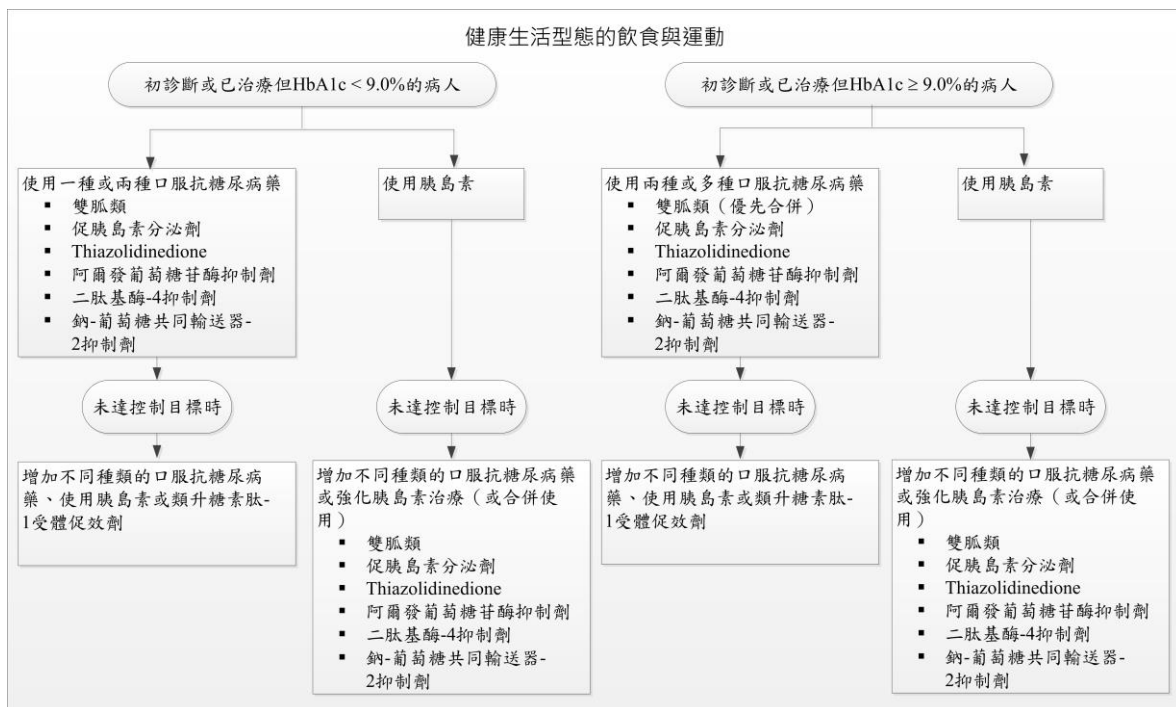 健康生活型態的飲食與運動
初診斷或已治療但HbA1c < 9.0%的病人
使用一種或兩種口服抗糖尿病藥
▪ 雙胍類
▪ 促胰島素分泌劑
▪ Thiazolidinedione
▪ 阿爾發葡萄糖苷酶抑制劑
▪ 二肽基酶-4抑制劑
▪ 鈉-葡萄糖共同輸送器-
2抑制劑
未達控制目標時
增加不同種類的口服抗糖尿病
藥、使用胰島素或類升糖素肽-
1受體促效劑
使用胰島素
未達控制目標時
增加不同種類的口服抗糖尿病藥
或強化胰島素治療（或合併使
用）
▪ 雙胍類
▪ 促胰島素分泌劑
▪ Thiazolidinedione
▪ 阿爾發葡萄糖苷酶抑制劑
▪ 二肽基酶-4抑制劑
▪ 鈉-葡萄糖共同輸送器-
2抑制劑
初診斷或已治療但HbA1c ≥ 9.0%的病人
使用兩種或多種口服抗糖尿病藥
▪ 雙胍類（優先合併）
▪ 促胰島素分泌劑
▪ Thiazolidinedione
▪ 阿爾發葡萄糖苷酶抑制劑
▪ 二肽基酶-4抑制劑
▪ 鈉-葡萄糖共同輸送器-
2抑制劑
未達控制目標時
增加不同種類的口服抗糖尿病
藥、使用胰島素或類升糖素肽-
1受體促效劑
使用胰島素
未達控制目標時
增加不同種類的口服抗糖尿病藥
或強化胰島素治療（或合併使
用）
▪ 雙胍類
▪ 促胰島素分泌劑
▪ Thiazolidinedione
▪ 阿爾發葡萄糖苷酶抑制劑
▪ 二肽基酶-4抑制劑
▪ 鈉-葡萄糖共同輸送器-
2抑制劑